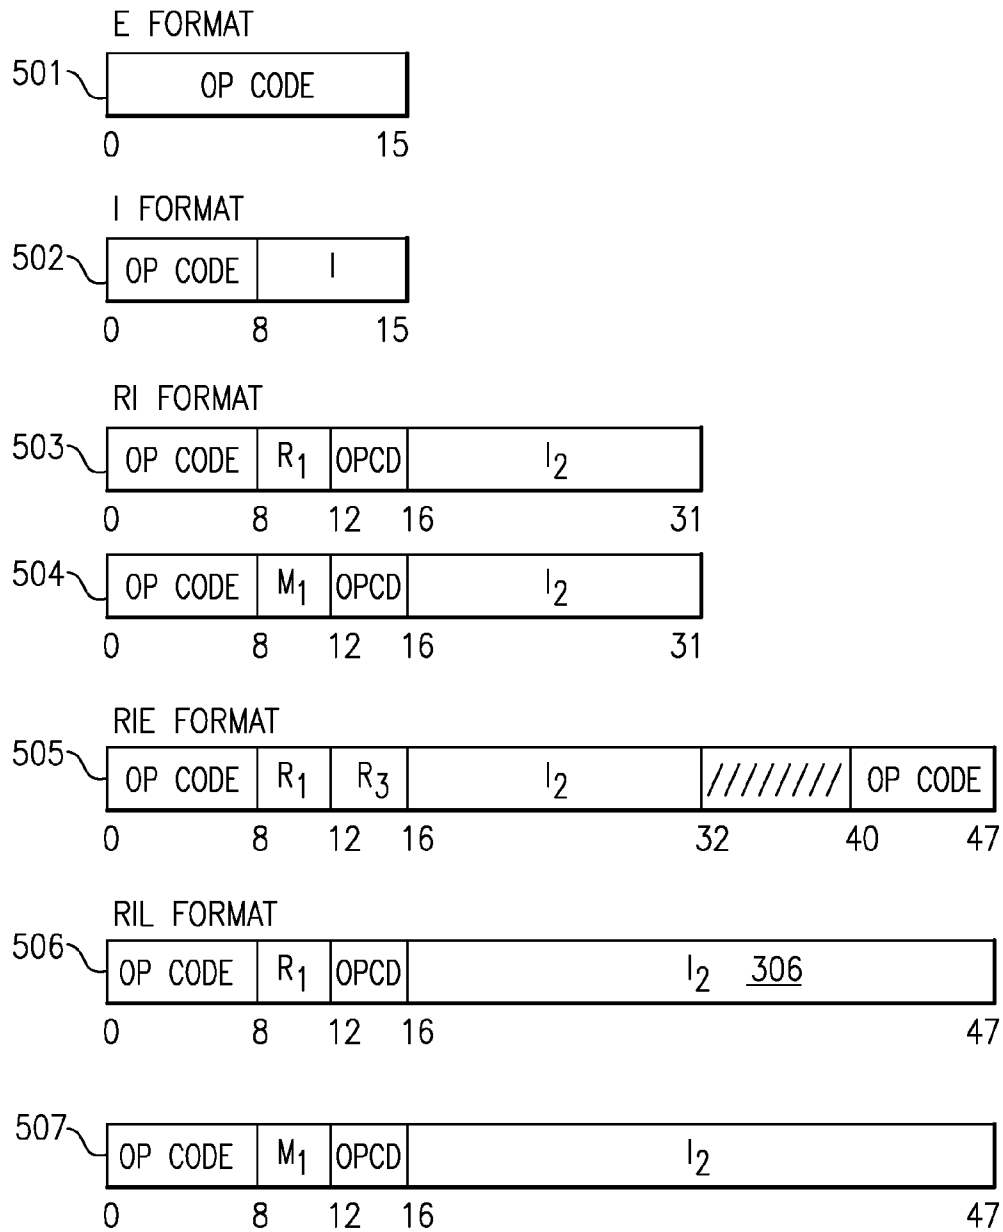 E FORMAT
501
OP CODE
0 15
I FORMAT
502
OP CODE I
0 8 15
RI FORMAT
503
OP CODE R1 OPCD I2
0 8 12 16 31
504
OP CODE M1 OPCD I2
0 8 12 16 31
RIE FORMAT
505
OP CODE R1 R3 I2 OP CODE
0 8 12 16 32 40 47
RIL FORMAT
506
OP CODE R1 OPCD I2 306
0 8 12 16 47
507
OP CODE M1 OPCD I2
0 8 12 16 47